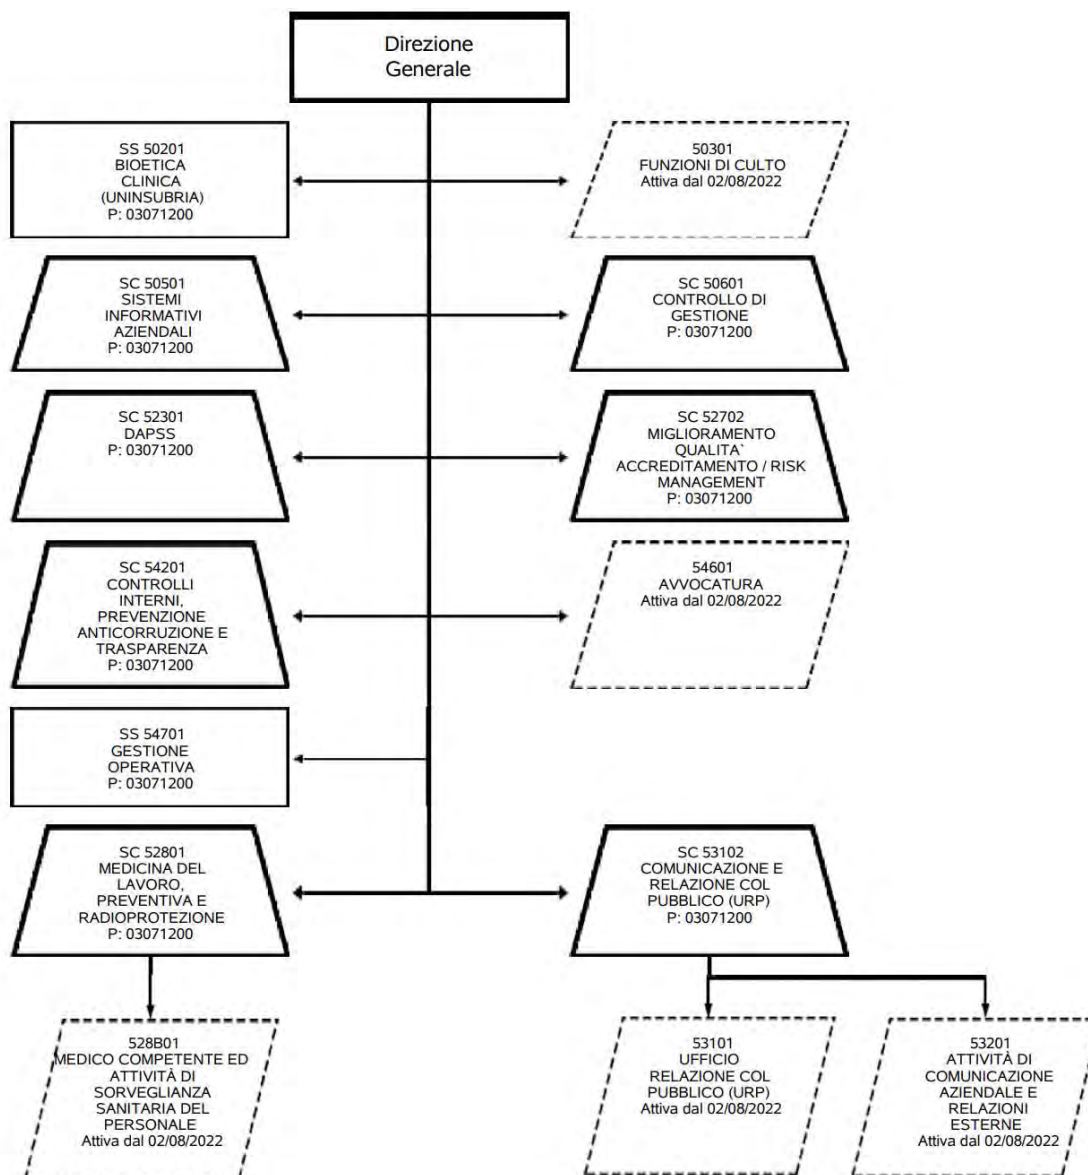 Direzione
Generale
SS 50201
BIOETICA
CLINICA
(UNINSUBRIA)
P: 03071200
50301
FUNZIONI DI CULTO
Attiva dal 02/08/2022
SC 50501
SISTEMI
INFORMATIVI
AZIENDALI
P: 03071200
SC 50601
CONTROLLO DI
GESTIONE
P: 03071200
SC 52301
DAPSS
P: 03071200
SC 52702
MIGLIORAMENTO
QUALITA`
ACCREDITAMENTO / RISK
MANAGEMENT
P: 03071200
SC 54201
CONTROLLI
INTERNI,
PREVENZIONE
ANTICORRUZIONE E
TRASPARENZA
P: 03071200
54601
AVVOCATURA
Attiva dal 02/08/2022
SS 54701
GESTIONE
OPERATIVA
P: 03071200
SC 52801
MEDICINA DEL
LAVORO,
PREVENTIVA E
RADIOPROTEZIONE
P: 03071200
SC 53102
COMUNICAZIONE E
RELAZIONE COL
PUBBLICO (URP)
P: 03071200
528B01
MEDICO COMPETENTE ED
ATTIVITÀ DI
SORVEGLIANZA
SANITARIA DEL
PERSONALE
Attiva dal 02/08/2022
53101
UFFICIO
RELAZIONE COL
PUBBLICO (URP)
Attiva dal 02/08/2022
53201
ATTIVITÀ DI
COMUNICAZIONE
AZIENDALE E
RELAZIONI
ESTERNE
Attiva dal 02/08/2022